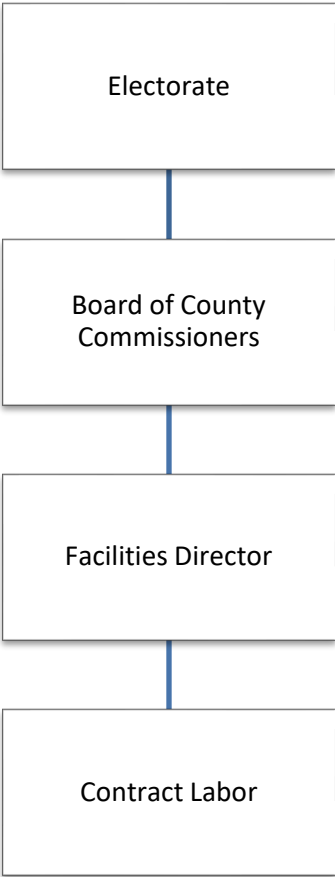 Electorate
Board of County
Commissioners
Facilities Director
Contract Labor